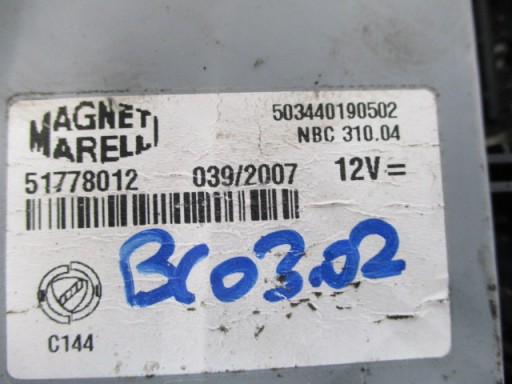 MAGNETI
MARELLI
503440190502
NBC 310.04
51778012 039/2007 12V=
BC03.02
C144